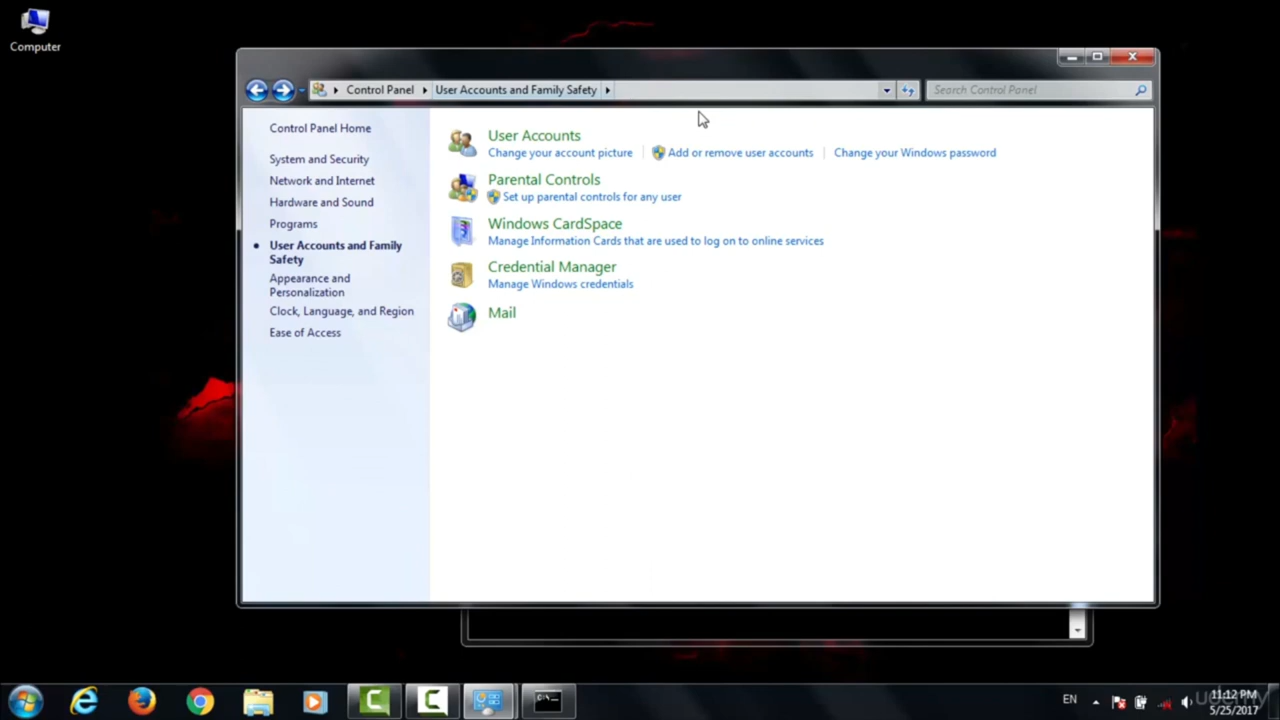 Computer
Control Panel
User Accounts and Family Safety
Search Control Panel
Control Panel Home
System and Security
Network and Internet
Hardware and Sound
Programs
User Accounts and Family
Safety
Appearance and
Personalization
Clock, Language, and Region
Ease of Access
User Accounts
Change your account picture
Add or remove user accounts
Change your Windows password
Parental Controls
Set up parental controls for any user
Windows CardSpace
Manage Information Cards that are used to log on to online services
Credential Manager
Manage Windows credentials
Mail
C:\
EN
11:12 PM
5/25/2017
udemy